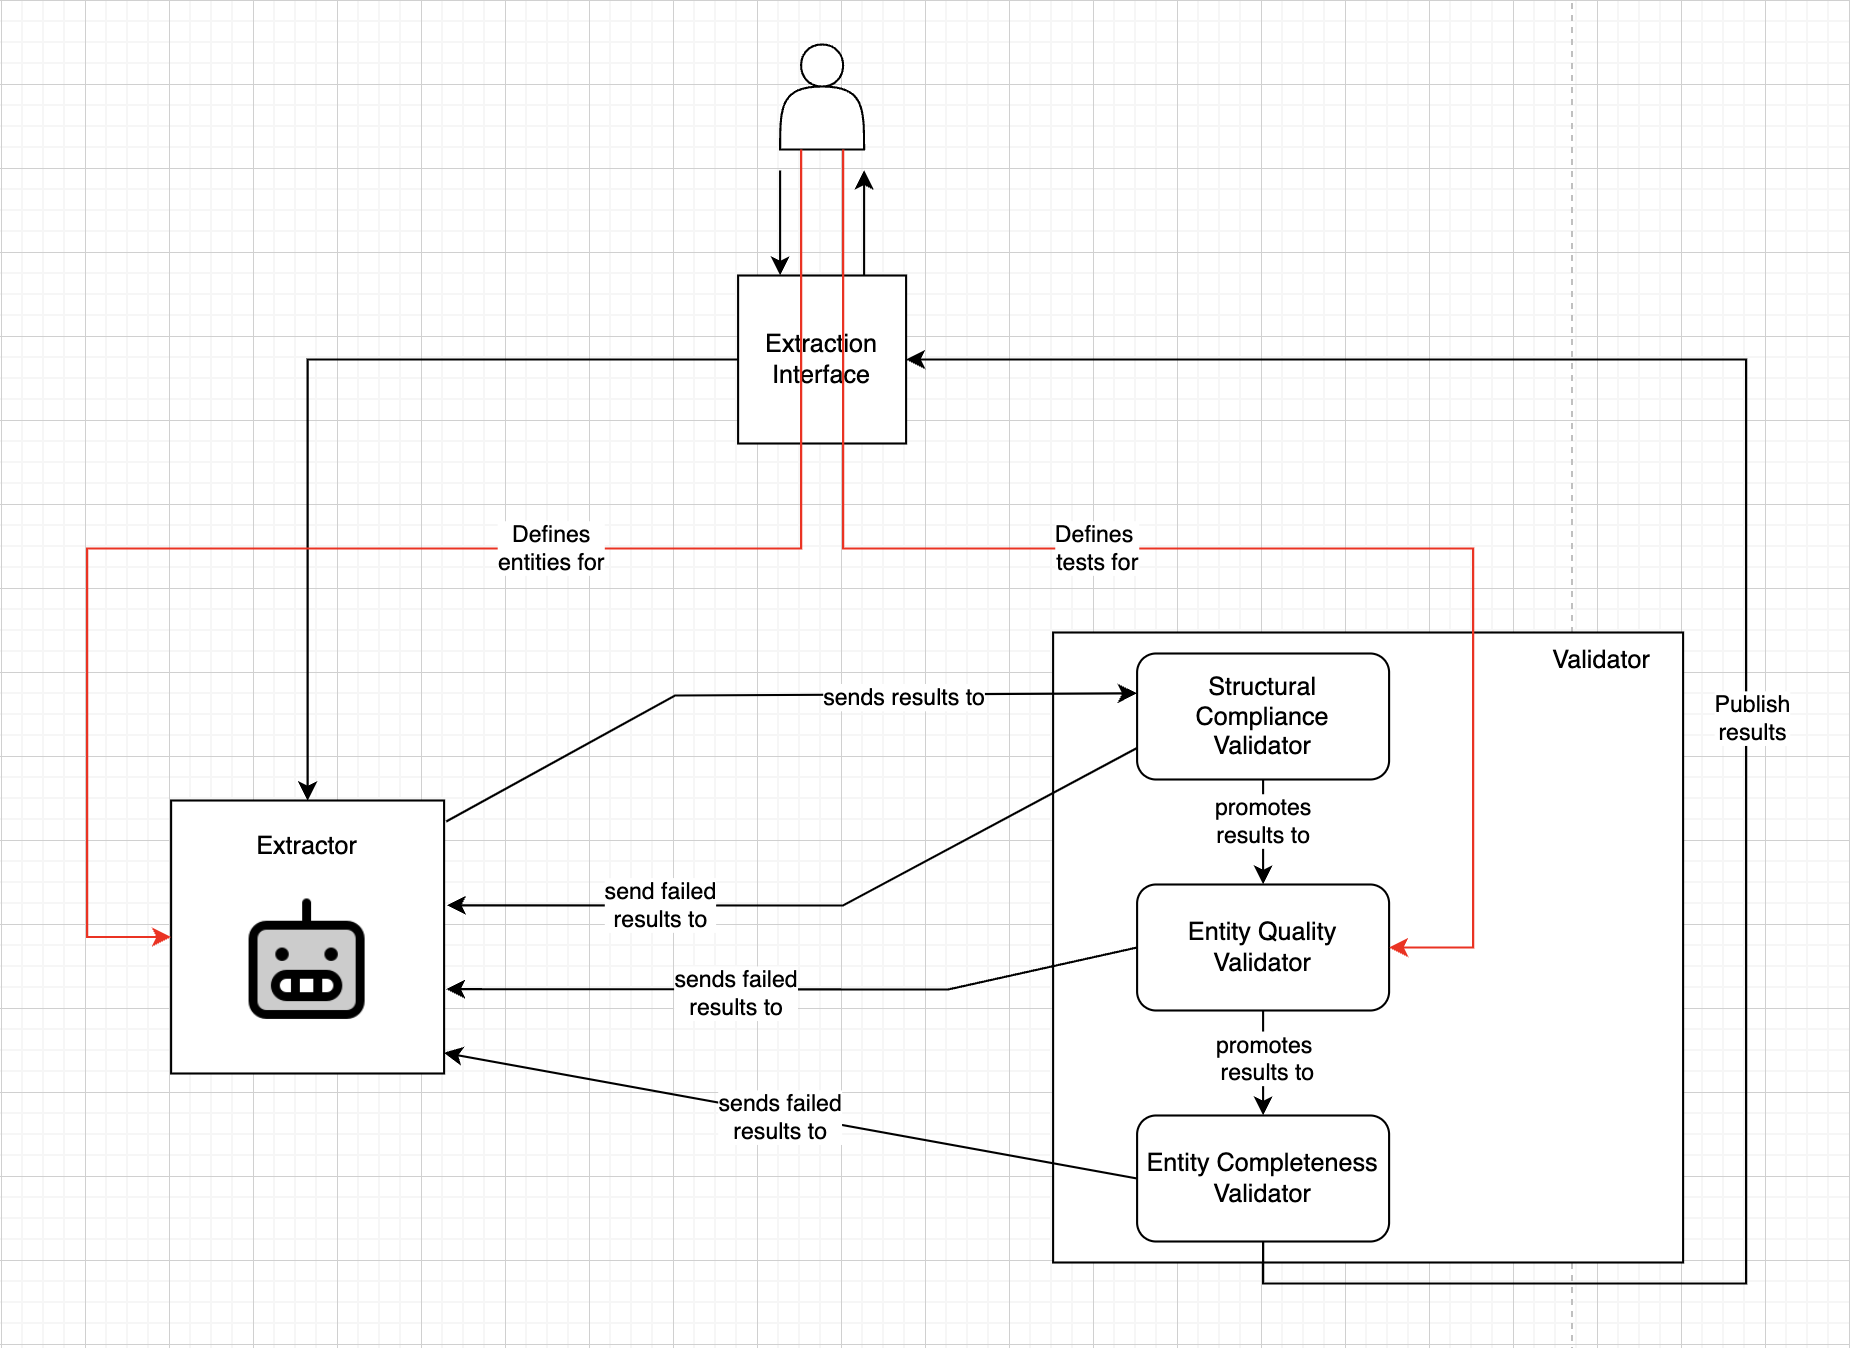 Extraction
Interface
Defines
entities for
Defines
tests for
Validator
Structural
Compliance
Validator
sends results to
Publish
results
promotes
results to
Extractor
send failed
results to
Entity Quality
Validator
sends failed
results to
promotes
results to
sends failed
results to
Entity Completeness
Validator